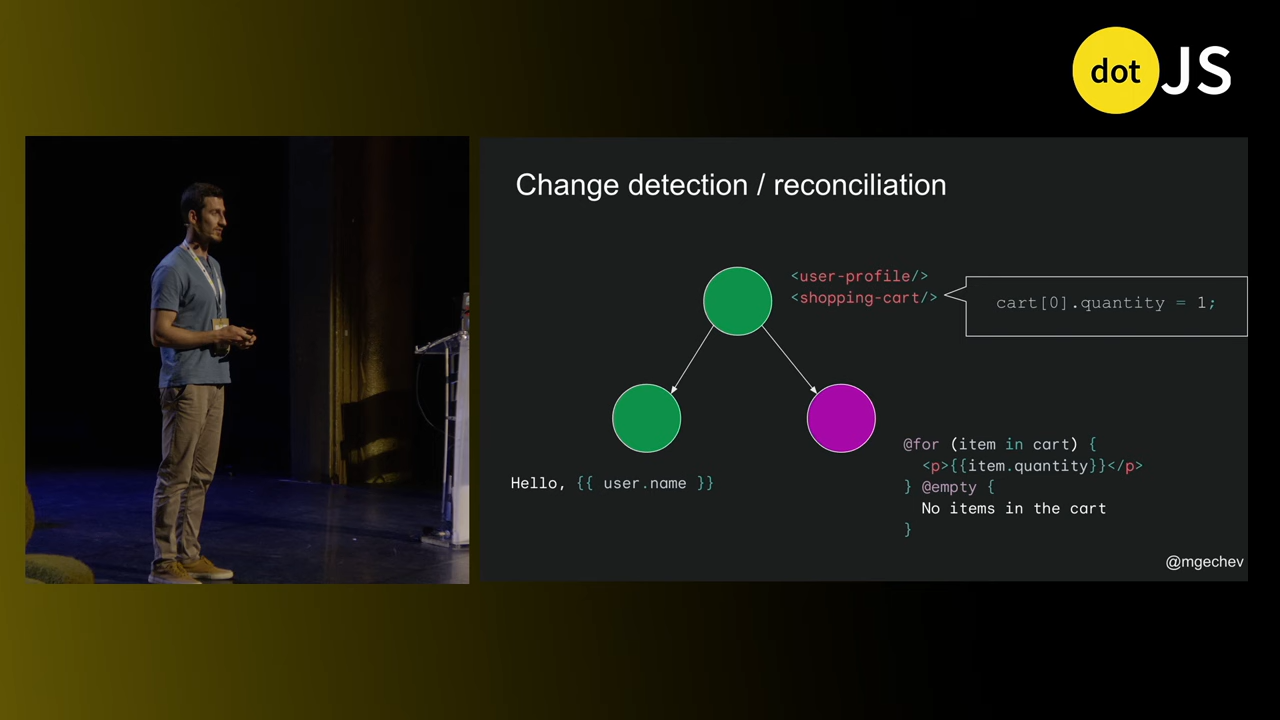 dot JS
Change detection / reconciliation
<user-profile/>
<shopping-cart/>
cart[0].quantity = 1;
Hello, {{ user.name }}
@for (item in cart) {
<p>{{item.quantity}}</p>
} @empty {
No items in the cart
}
@mgechev